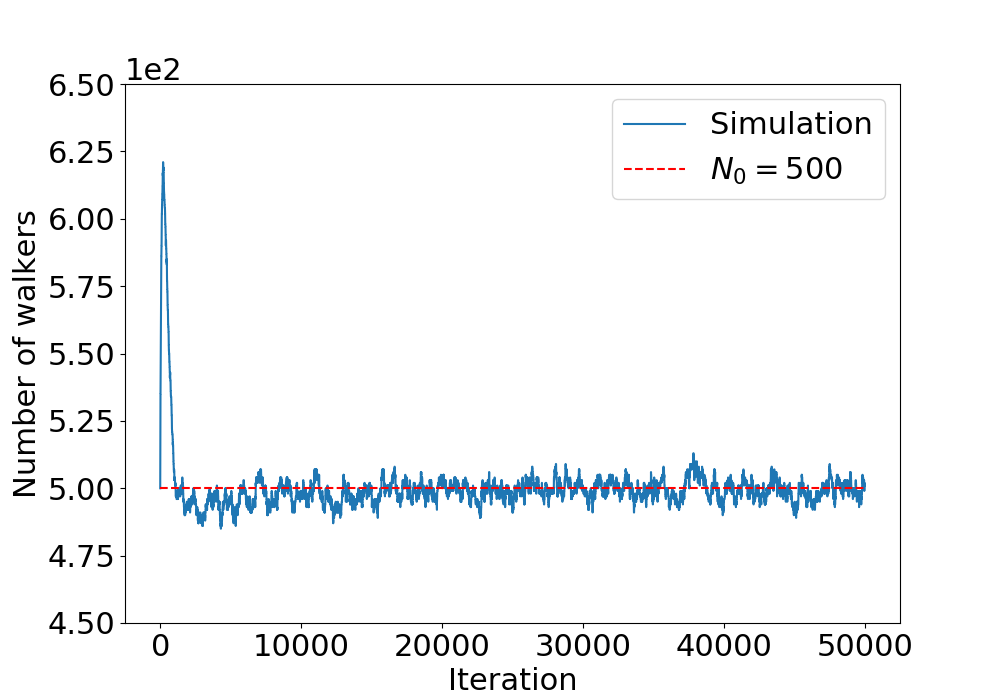 1e2
6.50
6.25
6.00
5.75
5.50
5.25
5.00
4.75
4.50
Number of walkers
Simulation
N₀ = 500
0 10000 20000 30000 40000 50000
Iteration